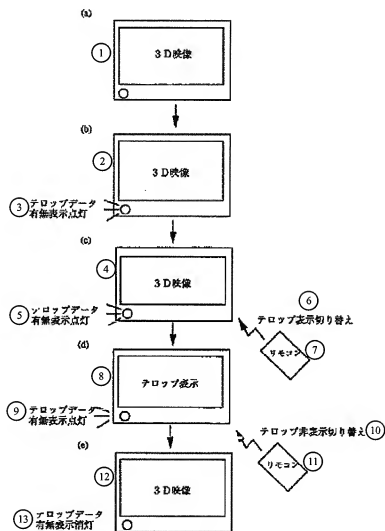 (a)
①
3D映像
(b)
②
3D映像
③ テロップデータ
有無表示点灯
(c)
④
3D映像
⑤ テロップデータ
有無表示点灯
⑥
テロップ表示切り替え
リモコン
⑦
(d)
⑧
テロップ表示
⑨ テロップデータ
有無表示点灯
テロップ非表示切り替え ⑩
リモコン
⑪
(e)
⑫
3D映像
⑬ テロップデータ
有無表示消灯